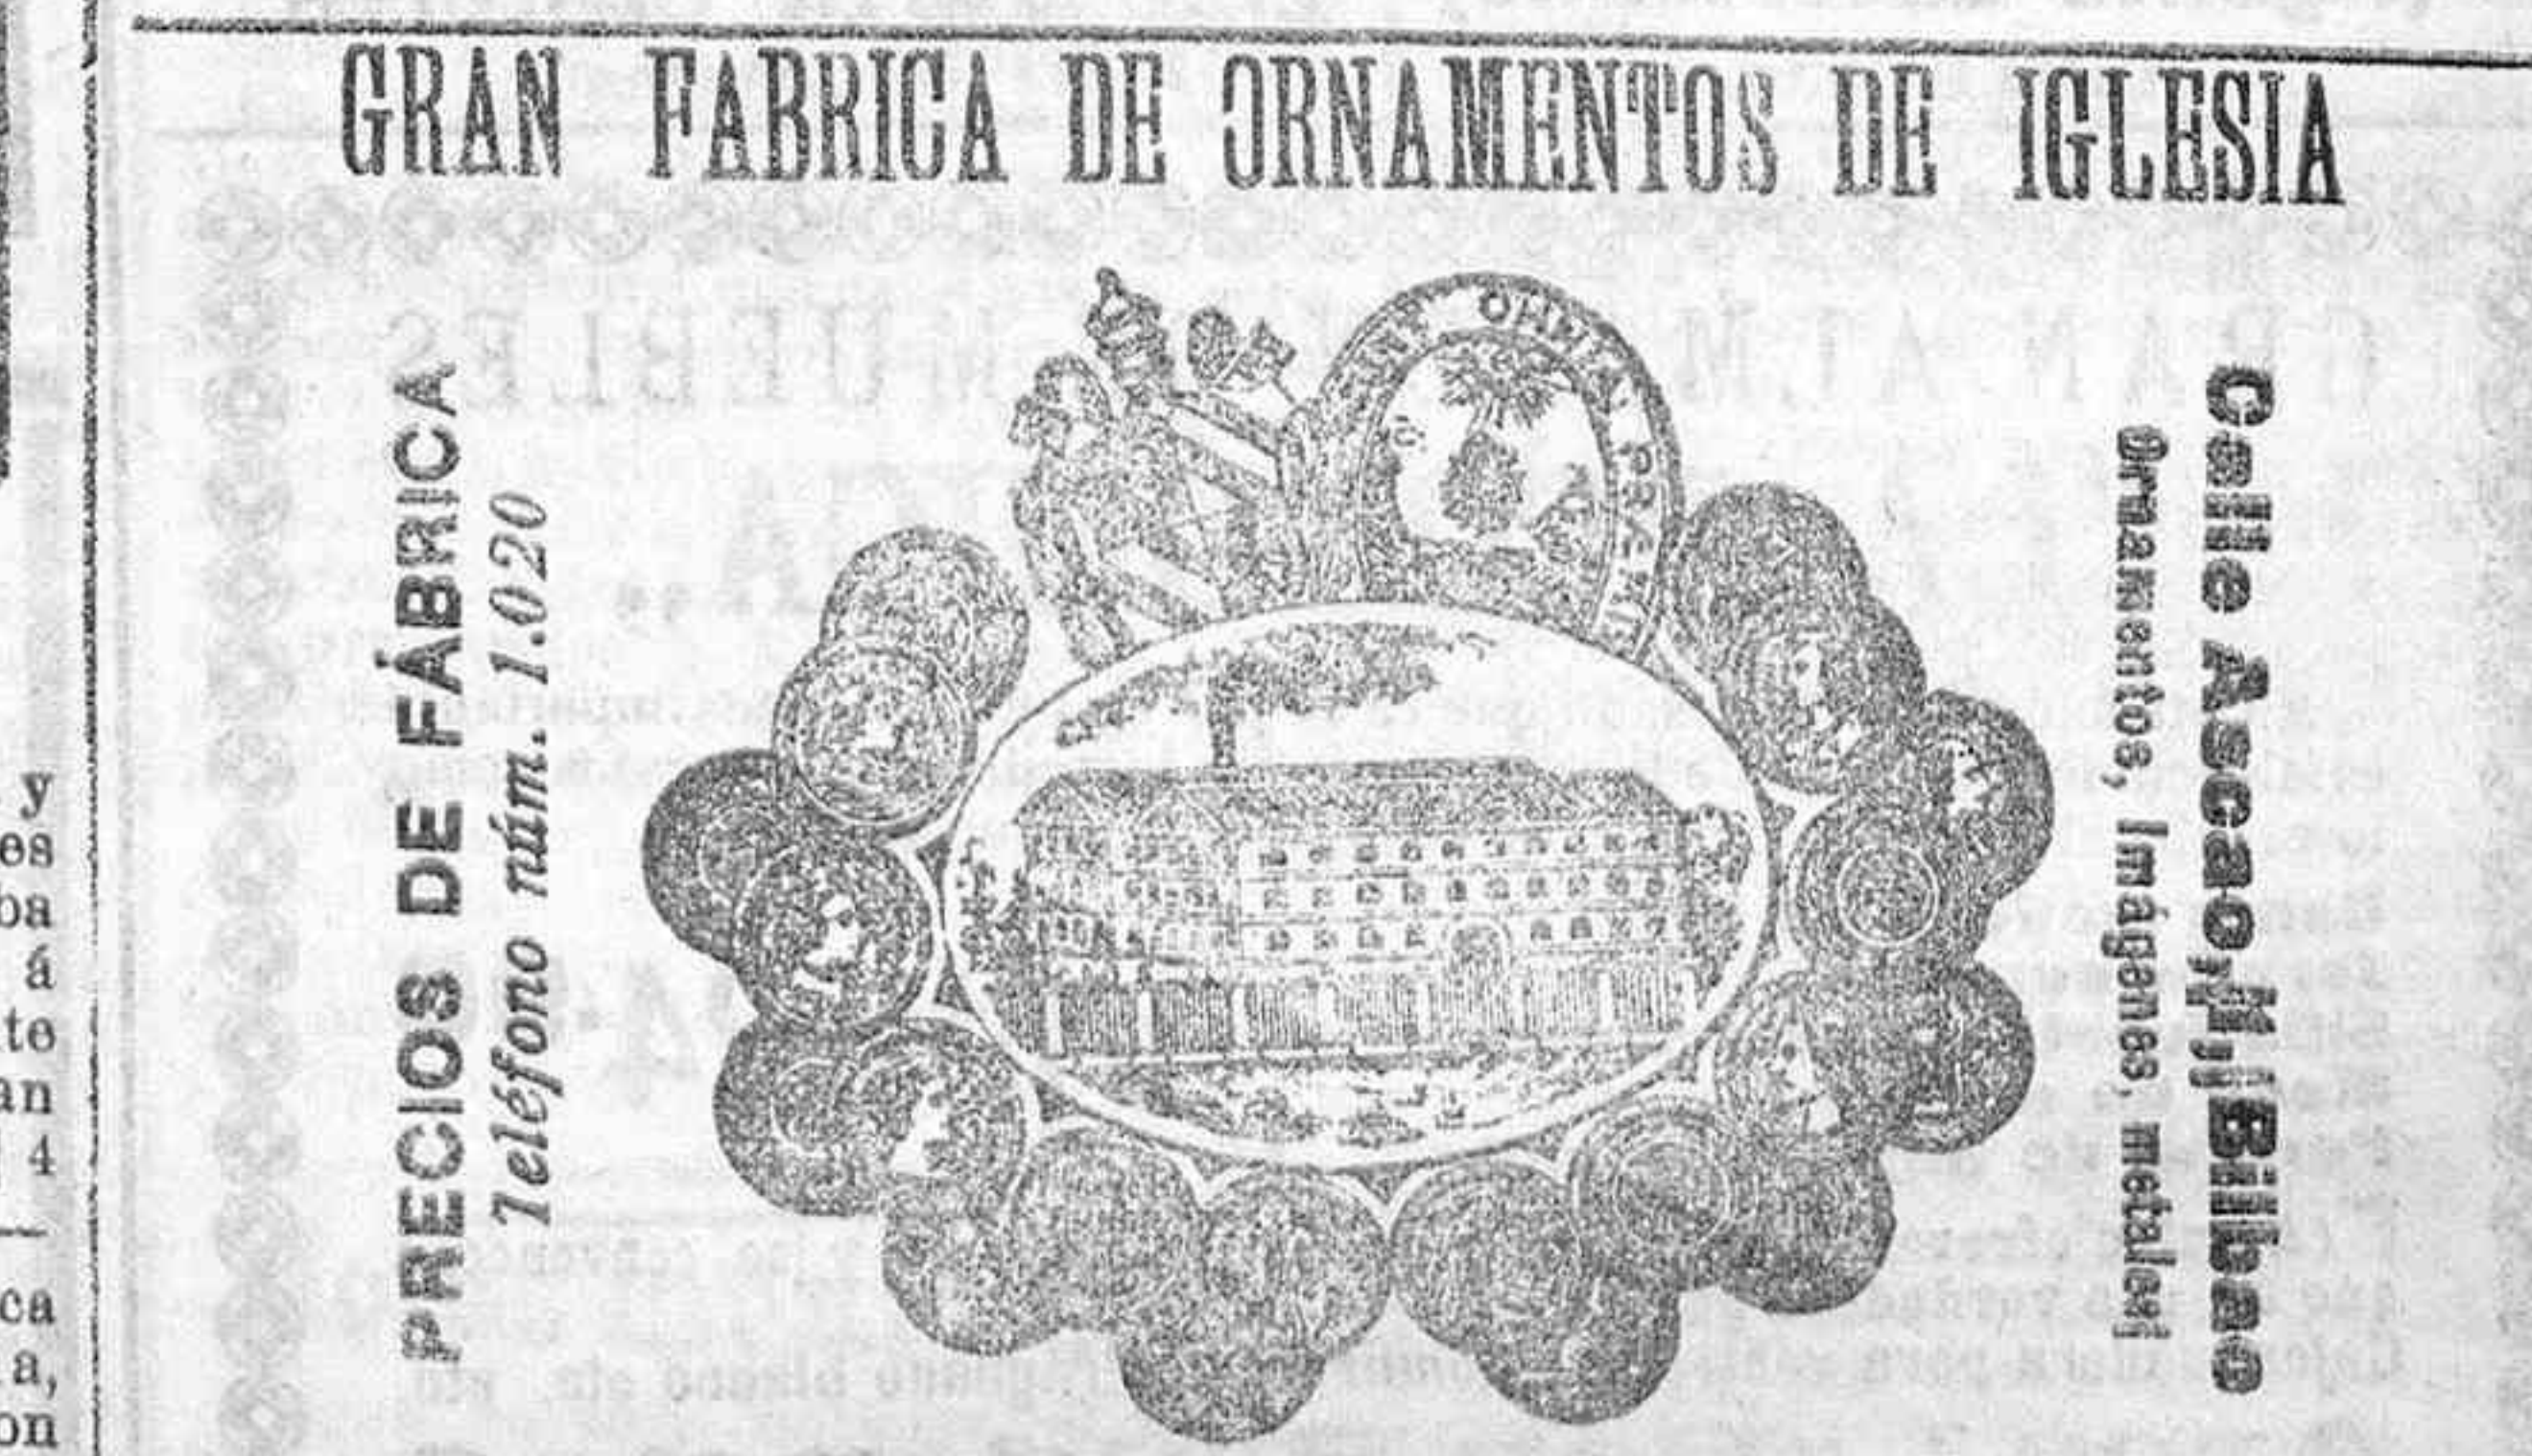 GRAN FABRICA DE ORNAMENTOS DE IGLESIA
PRECIOS DE FÁBRICA
Teléfono núm. 1.020
Calle Ascao, Bilbao
Ornamentos, Imágenes, metales
y
es
ba
á
te
an
4
ca
a,
on